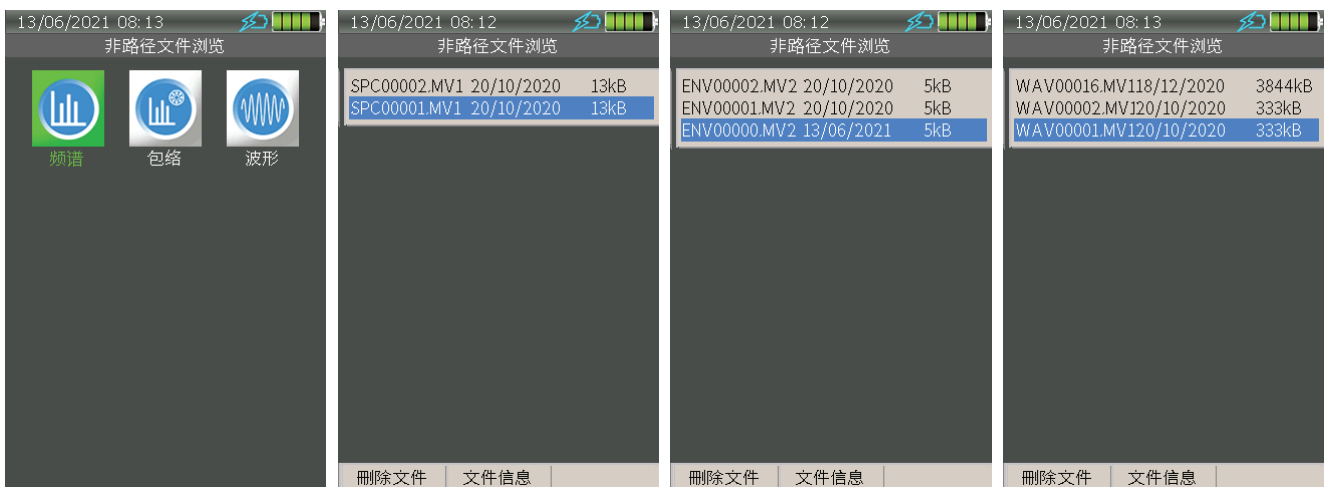 13/06/2021 08:13
非路径文件浏览
频谱 包络 波形
13/06/2021 08:12
非路径文件浏览
SPC00002.MV1 20/10/2020 13kB
SPC00001.MV1 20/10/2020 13kB
刪除文件 文件信息
13/06/2021 08:12
非路径文件浏览
ENV00002.MV2 20/10/2020 5kB
ENV00001.MV2 20/10/2020 5kB
ENV00000.MV2 13/06/2021 5kB
刪除文件 文件信息
13/06/2021 08:13
非路径文件浏览
WAV00016.MV118/12/2020 3844kB
WAV00002.MV120/10/2020 333kB
WAV00001.MV120/10/2020 333kB
刪除文件 文件信息